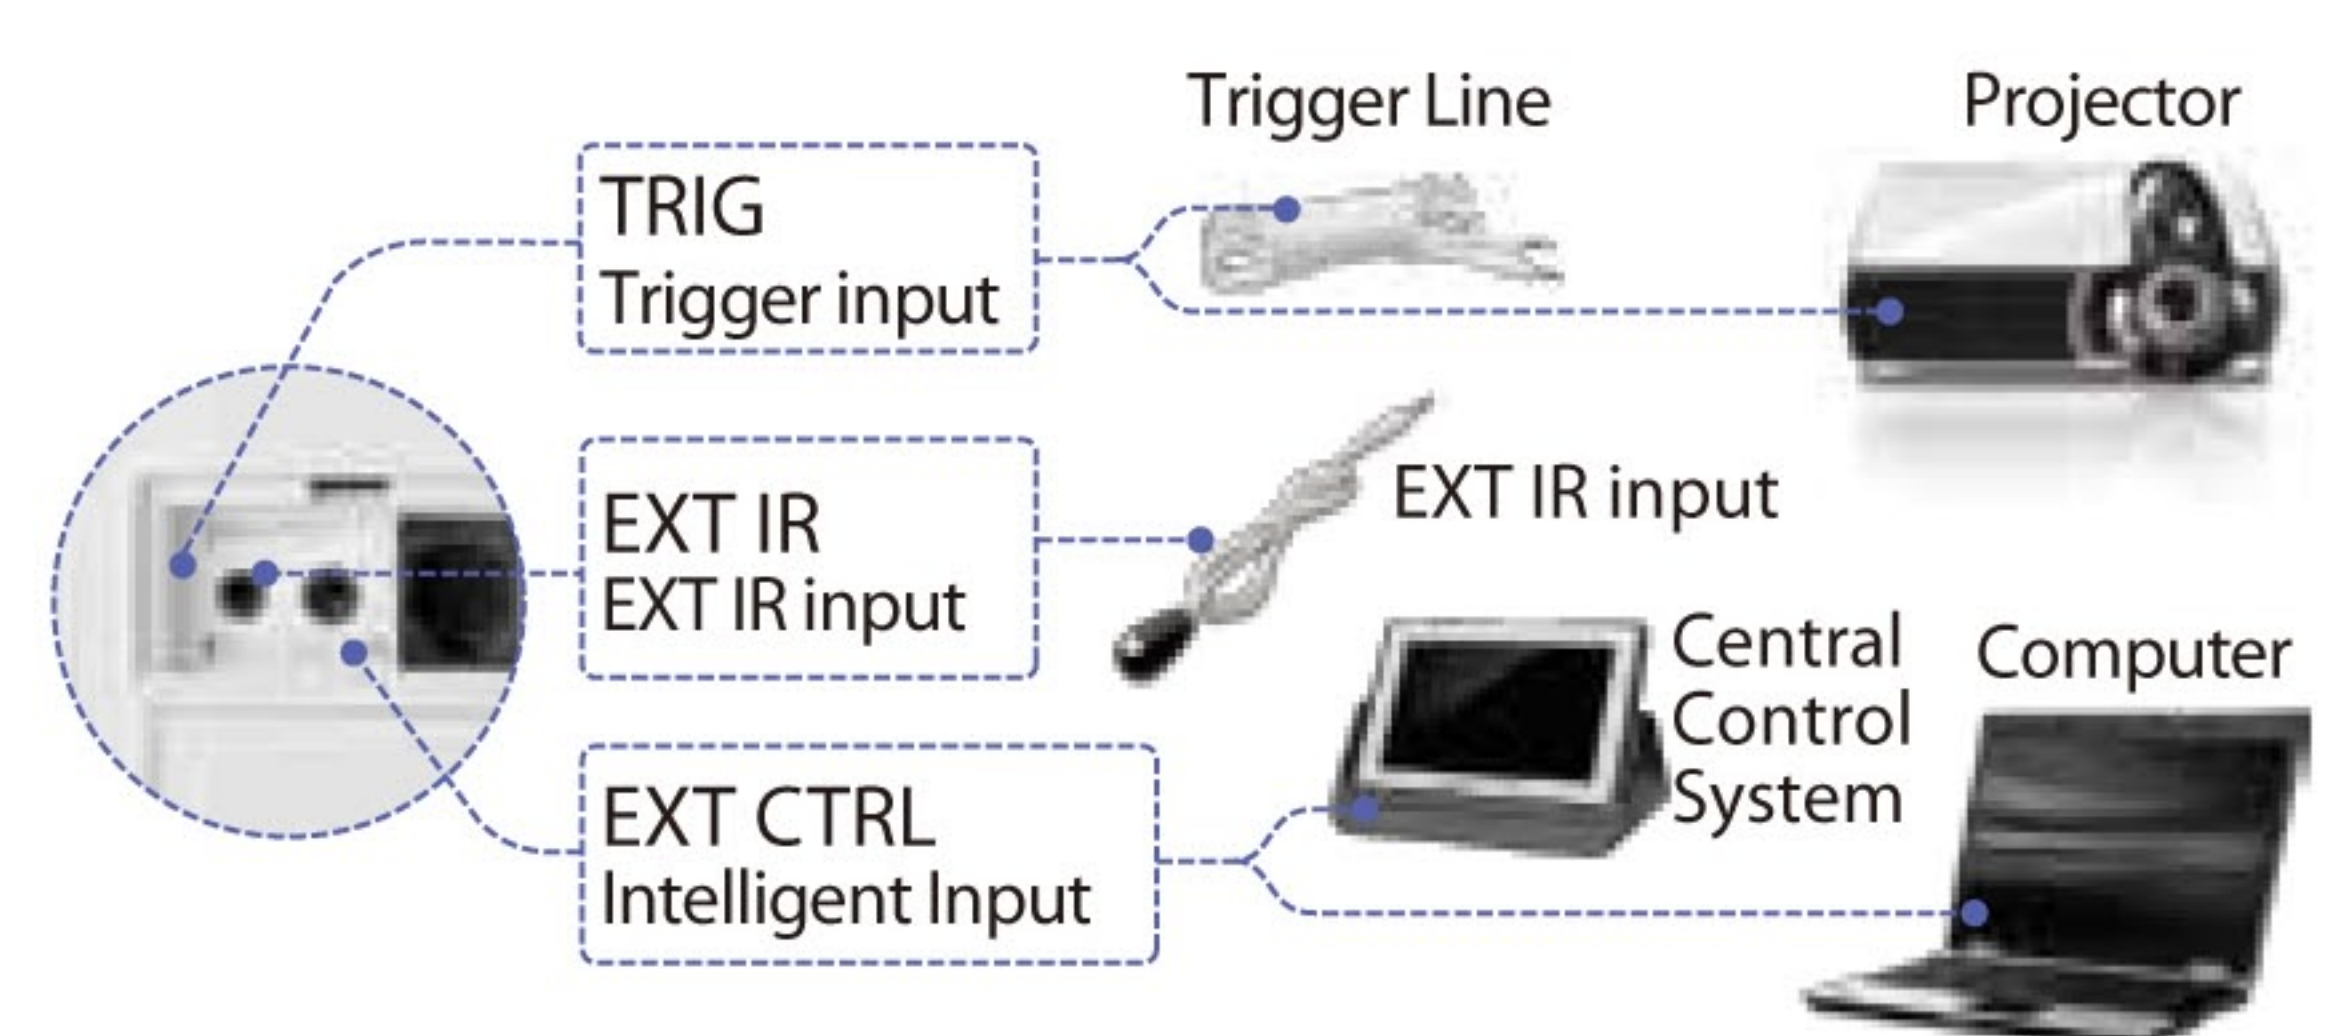 Trigger Line
Projector
TRIG
Trigger input
EXT IR
EXT IR input
EXT IR input
Central
Control
System
Computer
EXT CTRL
Intelligent Input